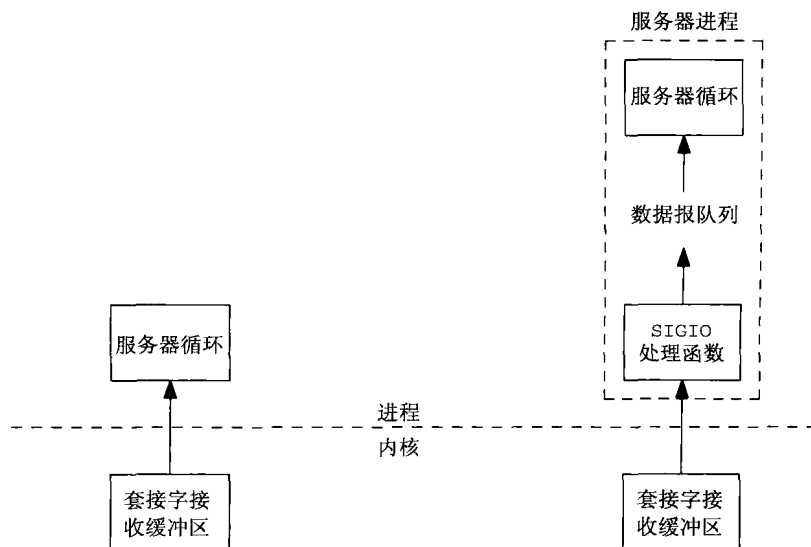 服务器进程
服务器循环
数据报队列
服务器循环
SIGIO
处理函数
进程
内核
套接字接
收缓冲区
套接字接
收缓冲区